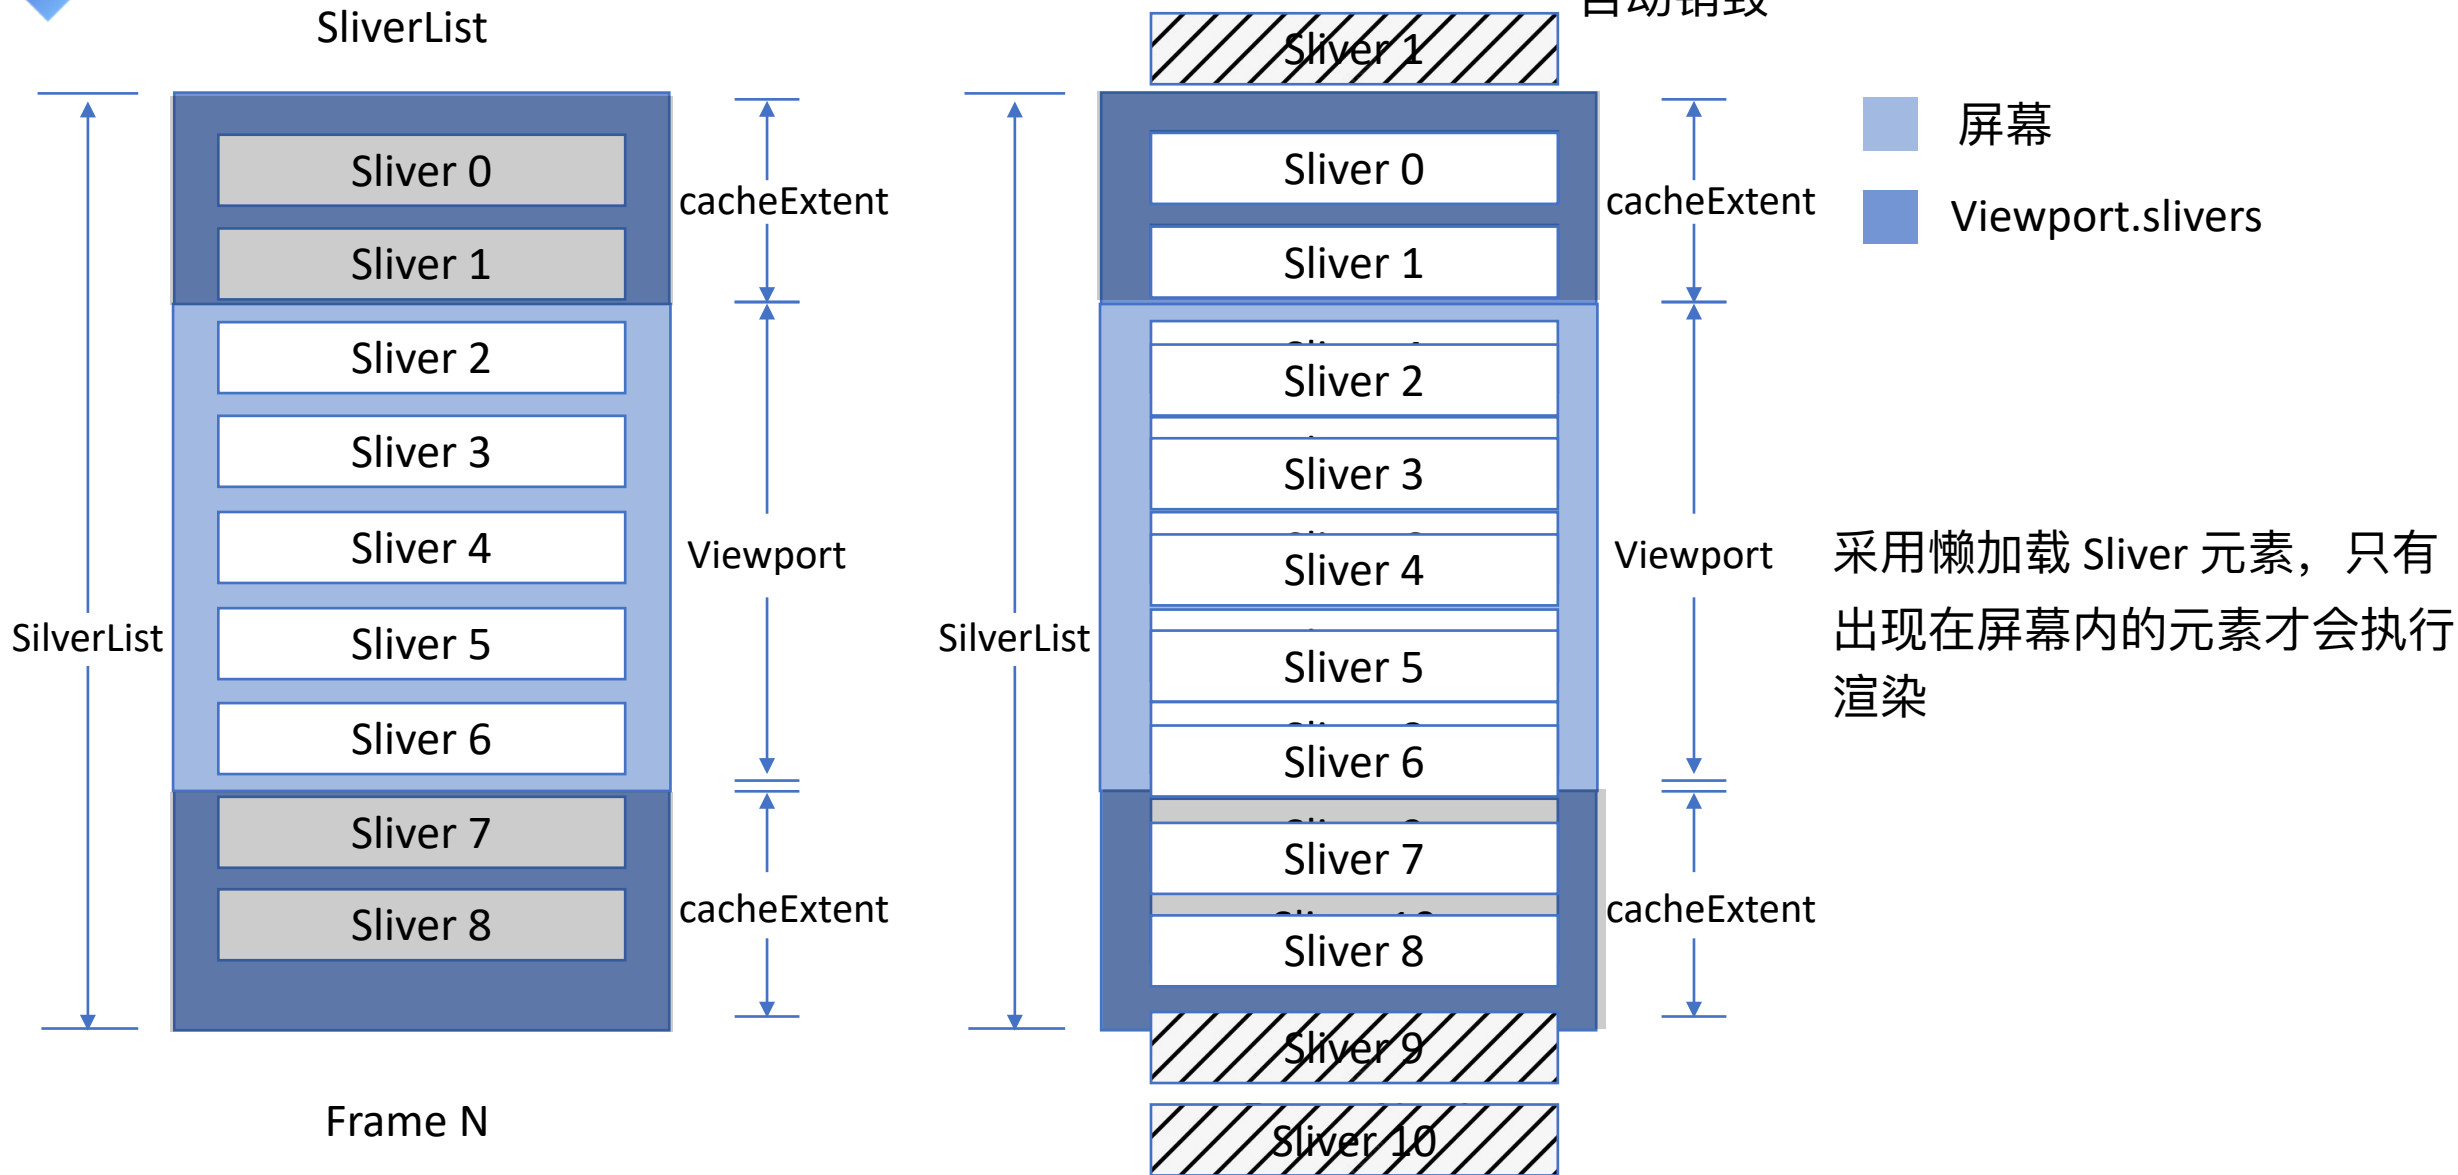 SliverList
自动销毁
Sliver 1
Sliver 0
Sliver 1
Sliver 2
Sliver 3
Sliver 4
Sliver 5
Sliver 6
Sliver 7
Sliver 8
SilverList
cacheExtent
Viewport
cacheExtent
Frame N
Sliver 0
Sliver 1
Sliver 2
Sliver 3
Sliver 4
Sliver 5
Sliver 6
Sliver 7
Sliver 8
Sliver 9
Sliver 10
SilverList
cacheExtent
Viewport
cacheExtent
屏幕
Viewport.slivers
采用懒加载 Sliver 元素，只有
出现在屏幕内的元素才会执行
渲染